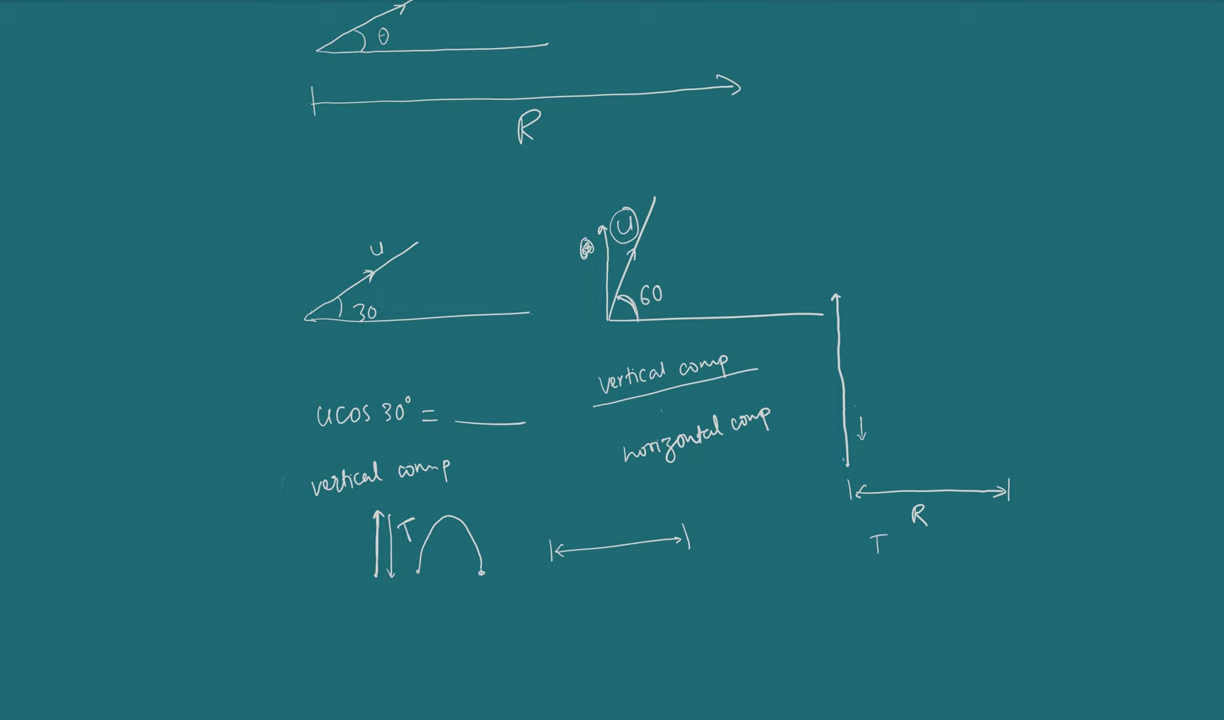 θ
R
u
30
u
60
ucos 30° = ____
vertical comp
horizontal comp
vertical comp
T
R
T